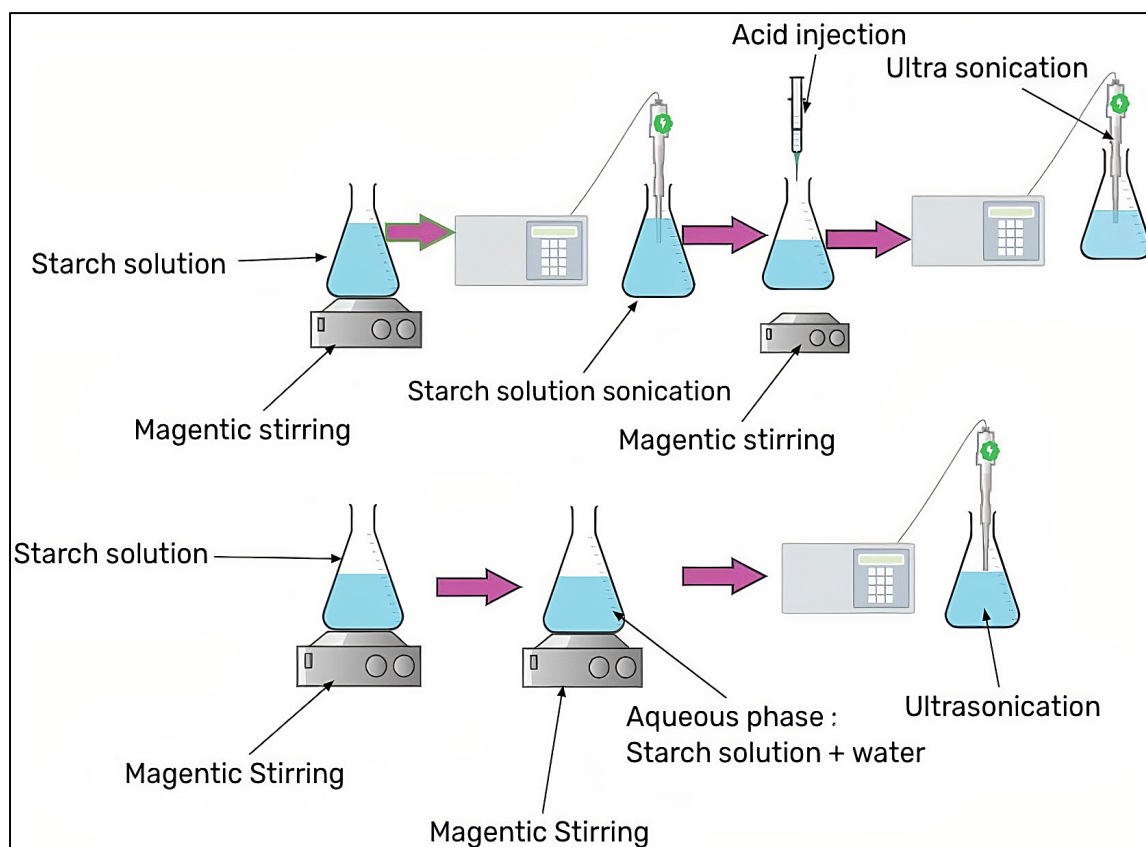 Acid injection
Ultra sonication
Starch solution
Starch solution sonication
Magentic stirring
Magentic stirring
Starch solution
Aqueous phase :
Starch solution + water
Ultrasonication
Magentic Stirring
Magentic Stirring